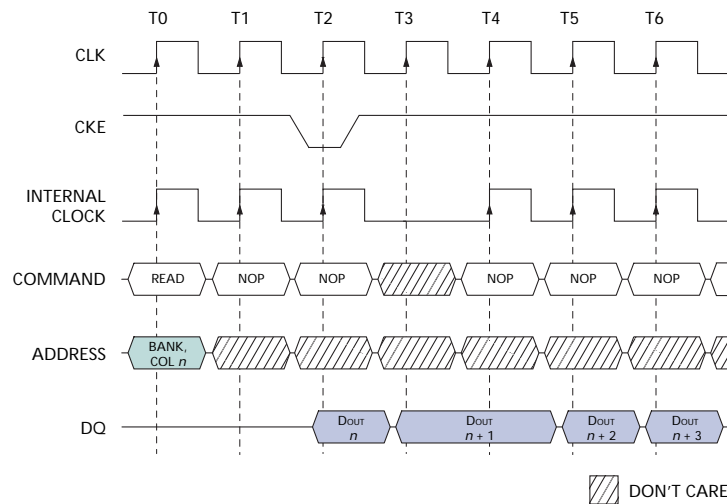 T0 T1 T2 T3 T4 T5 T6
CLK
CKE
INTERNAL
CLOCK
COMMAND READ NOP NOP NOP NOP NOP
ADDRESS BANK,
COL n
DQ DOUT
n DOUT
n + 1 DOUT
n + 2 DOUT
n + 3
DON'T CARE